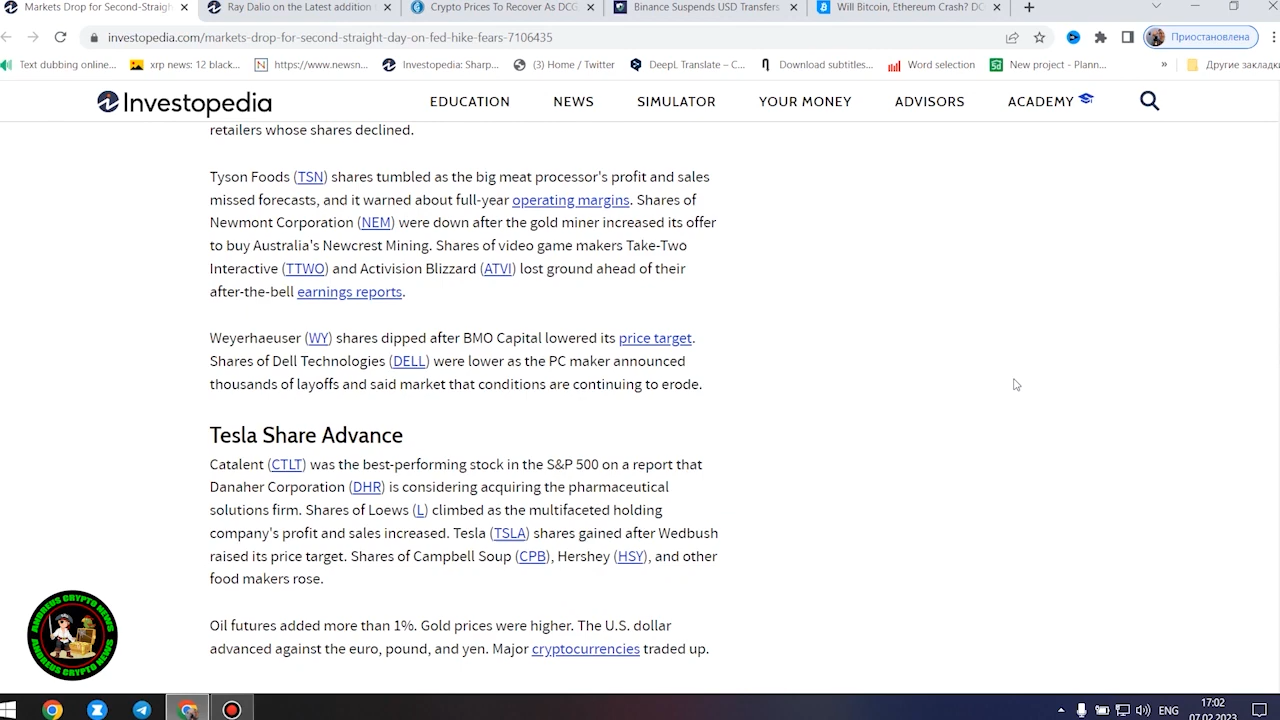 Markets Drop for Second-Straigh
Ray Dalio on the Latest addition
Crypto Prices To Recover As DCG
Binance Suspends USD Transfers
Will Bitcoin, Ethereum Crash? DC
investopedia.com/markets-drop-for-second-straight-day-on-fed-hike-fears-7106435
Приостановлена
Text dubbing online...
xrp news: 12 black...
https://www.newsn...
Investopedia: Sharp...
(3) Home / Twitter
DeepL Translate – C...
Download subtitles...
Word selection
New project - Plann...
»
Другие закладки
Investopedia
EDUCATION
NEWS
SIMULATOR
YOUR MONEY
ADVISORS
ACADEMY
retailers whose shares declined.
Tyson Foods (TSN) shares tumbled as the big meat processor's profit and sales
missed forecasts, and it warned about full-year operating margins. Shares of
Newmont Corporation (NEM) were down after the gold miner increased its offer
to buy Australia's Newcrest Mining. Shares of video game makers Take-Two
Interactive (TTWO) and Activision Blizzard (ATVI) lost ground ahead of their
after-the-bell earnings reports.
Weyerhaeuser (WY) shares dipped after BMO Capital lowered its price target.
Shares of Dell Technologies (DELL) were lower as the PC maker announced
thousands of layoffs and said market that conditions are continuing to erode.
Tesla Share Advance
Catalent (CTLT) was the best-performing stock in the S&P 500 on a report that
Danaher Corporation (DHR) is considering acquiring the pharmaceutical
solutions firm. Shares of Loews (L) climbed as the multifaceted holding
company's profit and sales increased. Tesla (TSLA) shares gained after Wedbush
raised its price target. Shares of Campbell Soup (CPB), Hershey (HSY), and other
food makers rose.
Oil futures added more than 1%. Gold prices were higher. The U.S. dollar
advanced against the euro, pound, and yen. Major cryptocurrencies traded up.
ANDREUS CRYPTO NEWS
ANDREUS CRYPTO NEWS
ENG
17:02
07.02.2023